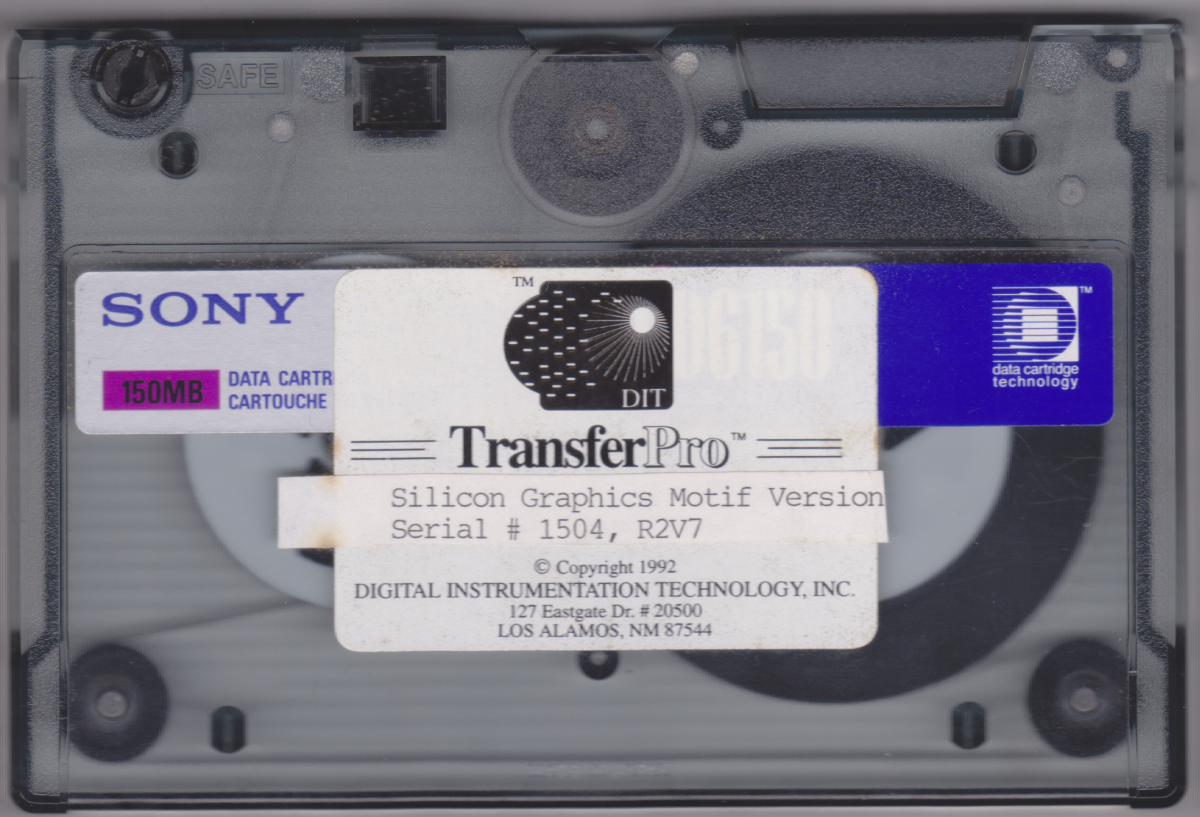 SAFE
SONY
150MB
DATA CARTR
CARTOUCHE
TM
DIT
D6150
data cartridge
technology
TM
TransferPro™
Silicon Graphics Motif Version
Serial # 1504, R2V7
© Copyright 1992
DIGITAL INSTRUMENTATION TECHNOLOGY, INC.
127 Eastgate Dr. # 20500
LOS ALAMOS, NM 87544